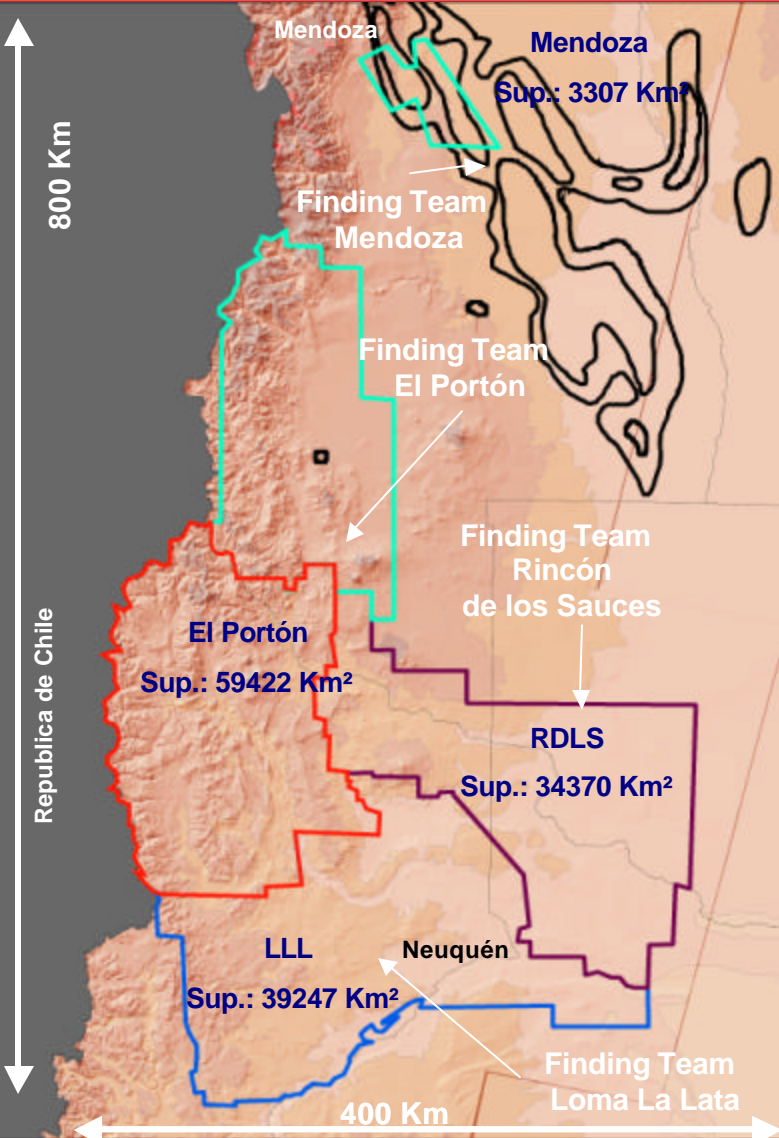 Mendoza
Mendoza
Sup.: 3307 Km²
800 Km
Finding Team
Mendoza
Finding Team
El Portón
Finding Team
Rincón
de los Sauces
El Portón
Sup.: 59422 Km²
Republica de Chile
RDLS
Sup.: 34370 Km²
LLL
Neuquén
Sup.: 39247 Km²
Finding Team
Loma La Lata
400 Km